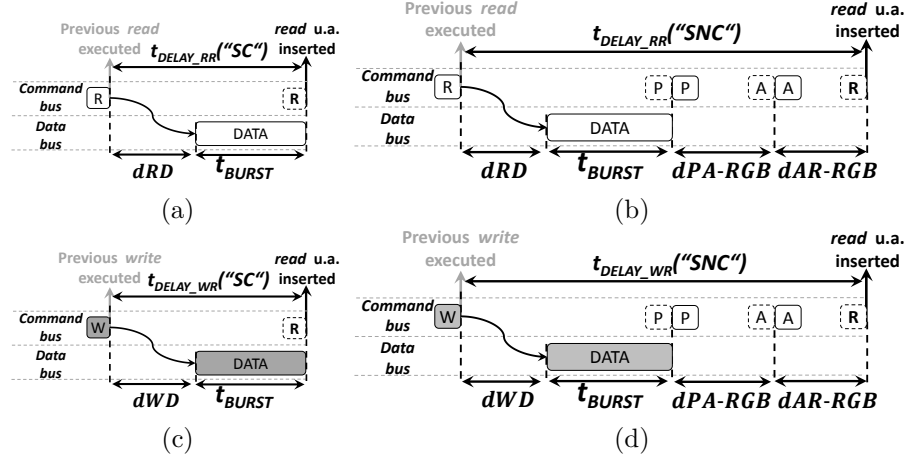 Previous read
executed
read u.a.
inserted
t_DELAY_RR("SC")
Command
bus
R
R
Data
bus
DATA
dRD
t_BURST
(a)
Previous read
executed
read u.a.
inserted
t_DELAY_RR("SNC")
Command
bus
R
P
P
A
A
R
Data
bus
DATA
dRD
t_BURST
dPA-RGB
dAR-RGB
(b)
Previous write
executed
read u.a.
inserted
t_DELAY_WR("SC")
Command
bus
W
R
Data
bus
DATA
dWD
t_BURST
(c)
Previous write
executed
read u.a.
inserted
t_DELAY_WR("SNC")
Command
bus
W
P
P
A
A
R
Data
bus
DATA
dWD
t_BURST
dPA-RGB
dAR-RGB
(d)